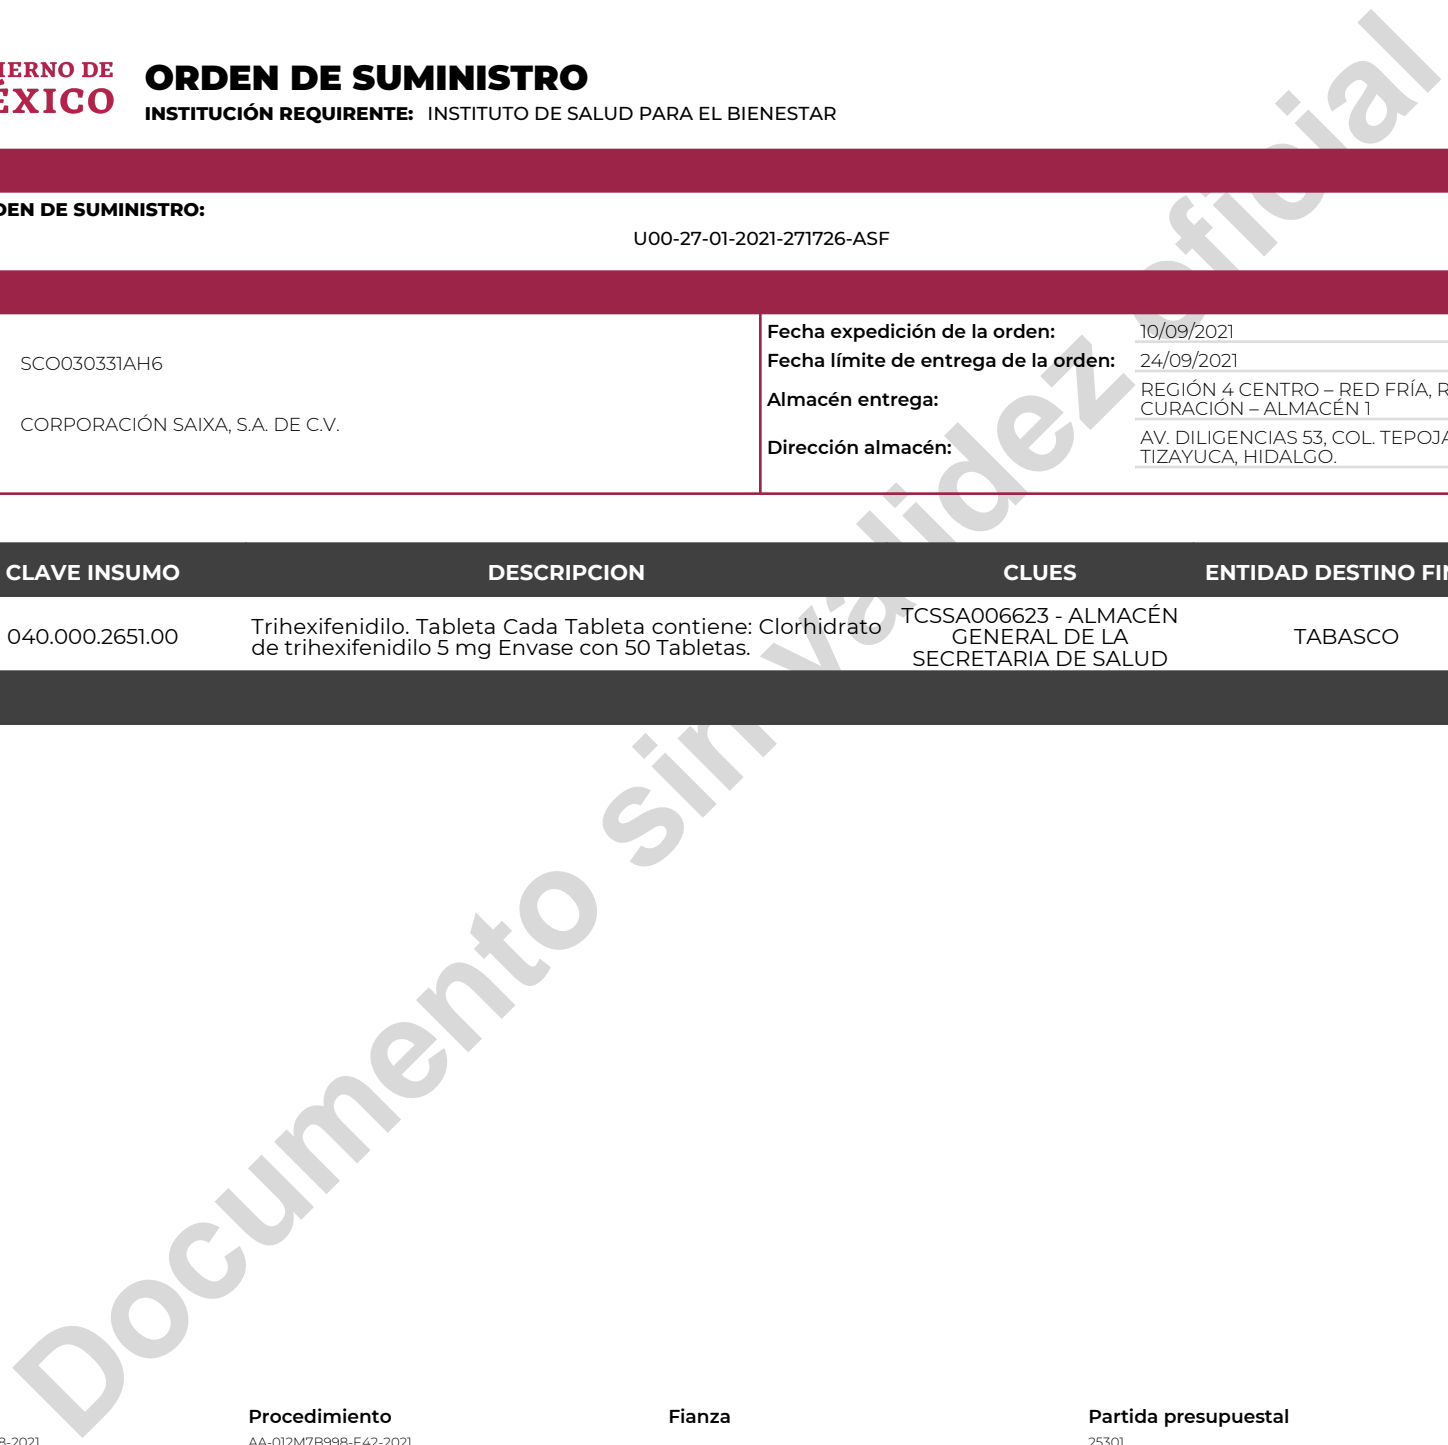 IERNO DE
ÉXICO
ORDEN DE SUMINISTRO
INSTITUCIÓN REQUIRENTE: INSTITUTO DE SALUD PARA EL BIENESTAR
DEN DE SUMINISTRO:
U00-27-01-2021-271726-ASF
SCO030331AH6
CORPORACIÓN SAIXA, S.A. DE C.V.
Fecha expedición de la orden: 10/09/2021
Fecha límite de entrega de la orden: 24/09/2021
Almacén entrega: REGIÓN 4 CENTRO – RED FRÍA, R
CURACIÓN – ALMACÉN 1
Dirección almacén: AV. DILIGENCIAS 53, COL. TEPOJA
TIZAYUCA, HIDALGO.
CLAVE INSUMO DESCRIPCION CLUES ENTIDAD DESTINO FIN
040.000.2651.00
Trihexifenidilo. Tableta Cada Tableta contiene: Clorhidrato
de trihexifenidilo 5 mg Envase con 50 Tabletas.
TCSSA006623 - ALMACÉN
GENERAL DE LA
SECRETARIA DE SALUD
TABASCO
Documento sin validez oficial
Procedimiento Fianza Partida presupuestal
8-2021 AA-012M7B998-E42-2021 25301